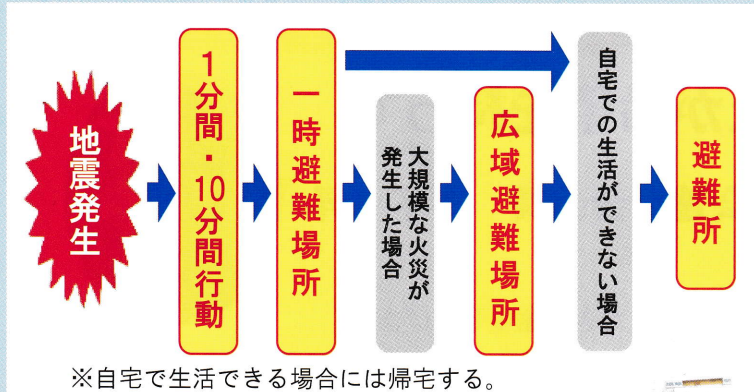 地震発生
1分間・10分間行動
一時避難場所
大規模な火災が
発生した場合
広域避難場所
自宅での生活ができない場合
避難所
※自宅で生活できる場合には帰宅する。